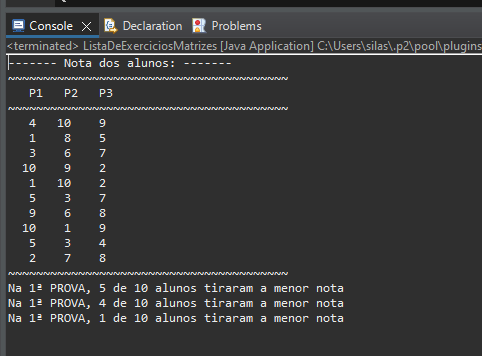 Console Declaration Problems
<terminated> ListaDeExerciciosMatrizes [Java Application] C:\Users\silas\.p2\pool\plugins
------- Nota dos alunos: -------
~~~~~~~~~~~~~~~~~~~~~~~~~~~~~~~~~~~~~~~~
P1 P2 P3
~~~~~~~~~~~~~~~~~~~~~~~~~~~~~~~~~~~~~~~~
4 10 9
1 8 5
3 6 7
10 9 2
1 10 2
5 3 7
9 6 8
10 1 9
5 3 4
2 7 8
~~~~~~~~~~~~~~~~~~~~~~~~~~~~~~~~~~~~~~~~
Na 1ª PROVA, 5 de 10 alunos tiraram a menor nota
Na 1ª PROVA, 4 de 10 alunos tiraram a menor nota
Na 1ª PROVA, 1 de 10 alunos tiraram a menor nota